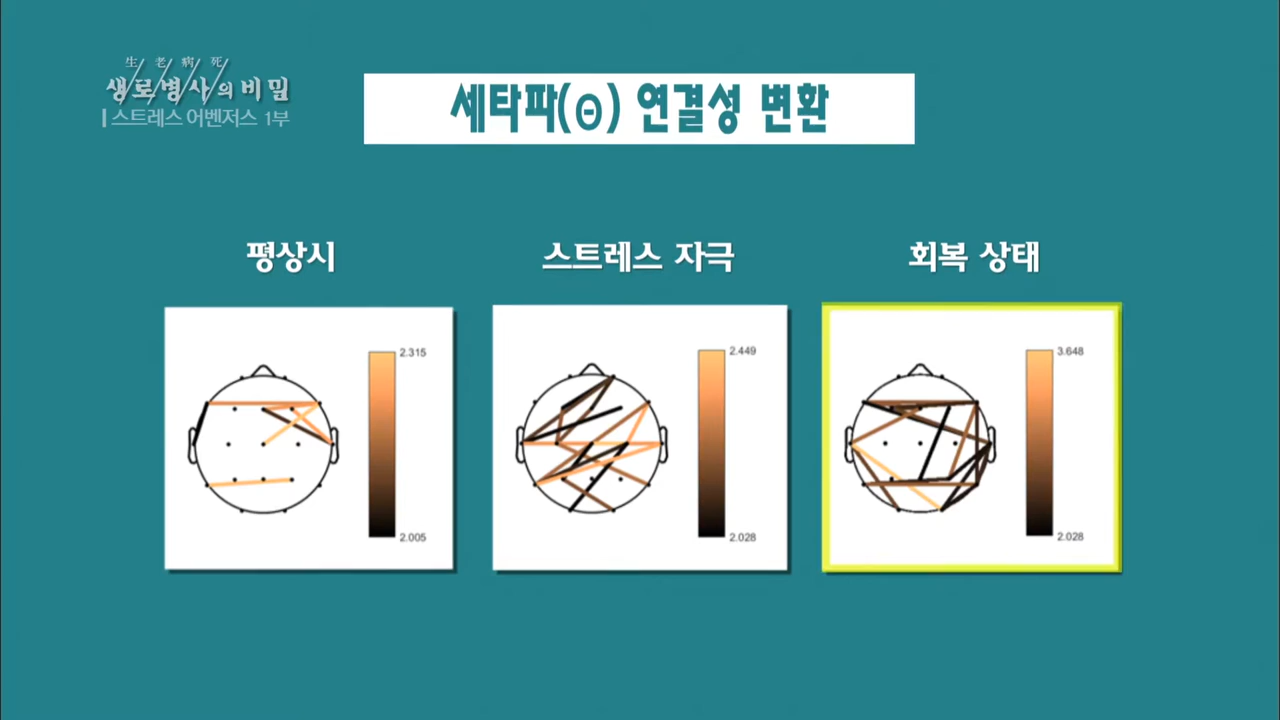 生老病死
생로병사의 비밀
스트레스 어벤저스 1부
세타파(Θ) 연결성 변환
평상시
스트레스 자극
회복 상태
2.315
2.005
2.449
2.028
3.648
2.028